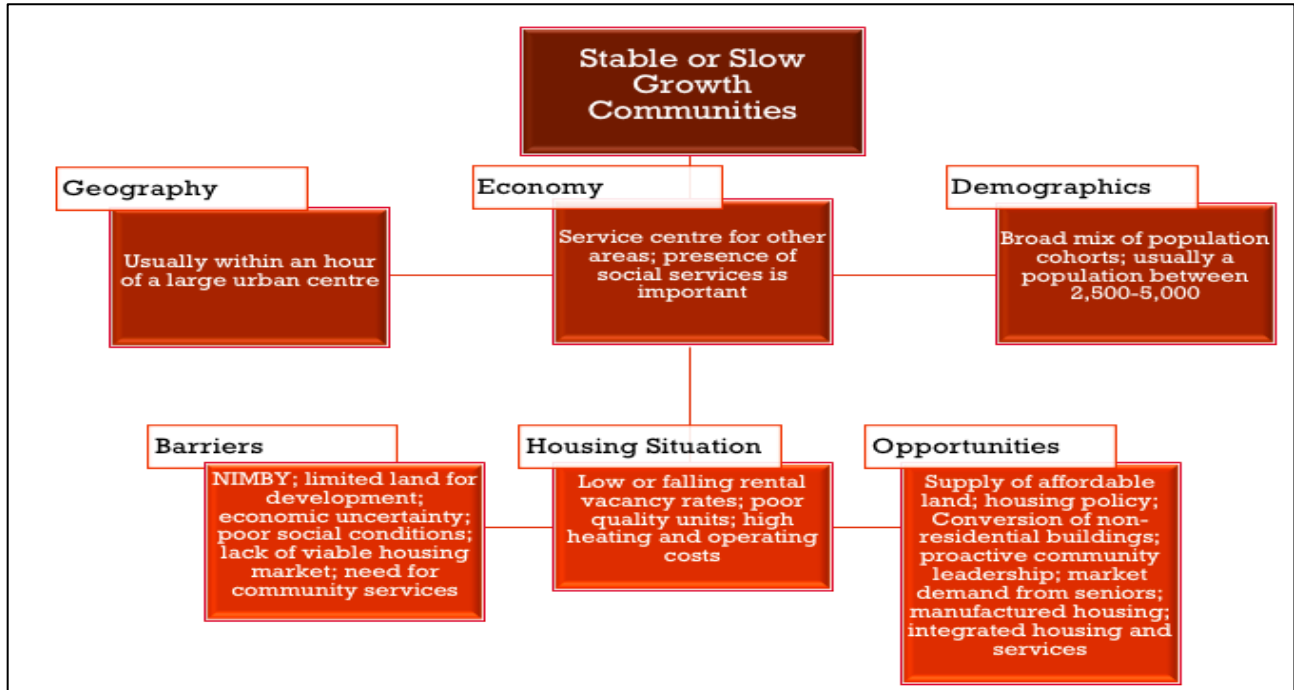 Stable or Slow
Growth
Communities
Geography
Usually within an hour
of a large urban centre
Economy
Service centre for other
areas; presence of
social services is
important
Demographics
Broad mix of population
cohorts; usually a
population between
2,500-5,000
Barriers
NIMBY; limited land for
development;
economic uncertainty;
poor social conditions;
lack of viable housing
market; need for
community services
Housing Situation
Low or falling rental
vacancy rates; poor
quality units; high
heating and operating
costs
Opportunities
Supply of affordable
land; housing policy;
Conversion of non-
residential buildings;
proactive community
leadership; market
demand from seniors;
manufactured housing;
integrated housing and
services